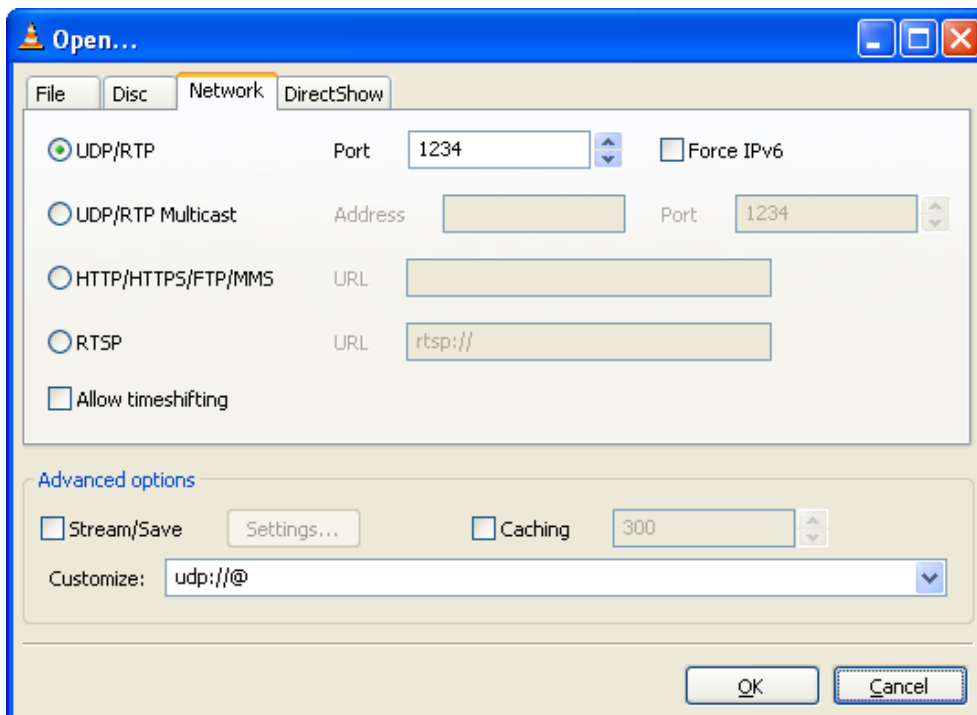 Open...
File Disc Network DirectShow
UDP/RTP Port 1234 Force IPv6
UDP/RTP Multicast Address Port 1234
HTTP/HTTPS/FTP/MMS URL
RTSP URL rtsp://
Allow timeshifting
Advanced options
Stream/Save Settings... Caching 300
Customize: udp://@
OK Cancel